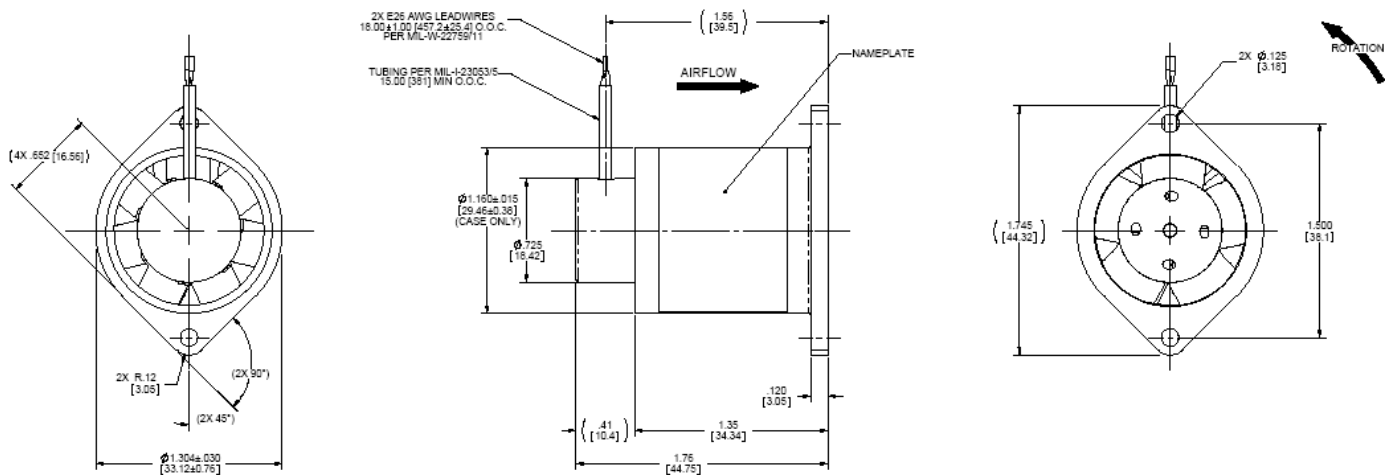 2X E26 AWG LEADWIRES
18.00±1.00 [457.2±25.4] O.O.C.
PER MIL-W-22759/11
TUBING PER MIL-I-23053/5
15.00 [381] MIN O.O.C.
(4X .652 [16.56])
2X R.12
[3.05]
(2X 90°)
(2X 45°)
Ø1.304±.030
[33.12±0.76]
(1.56
[39.5])
AIRFLOW
NAMEPLATE
Ø1.160±.015
[29.46±0.38]
(CASE ONLY)
Ø.725
[18.42]
.120
[3.05]
(.41
[10.4])
1.35
[34.34]
1.76
[44.75]
ROTATION
2X Ø.125
[3.18]
(1.745
[44.32])
1.500
[38.1]